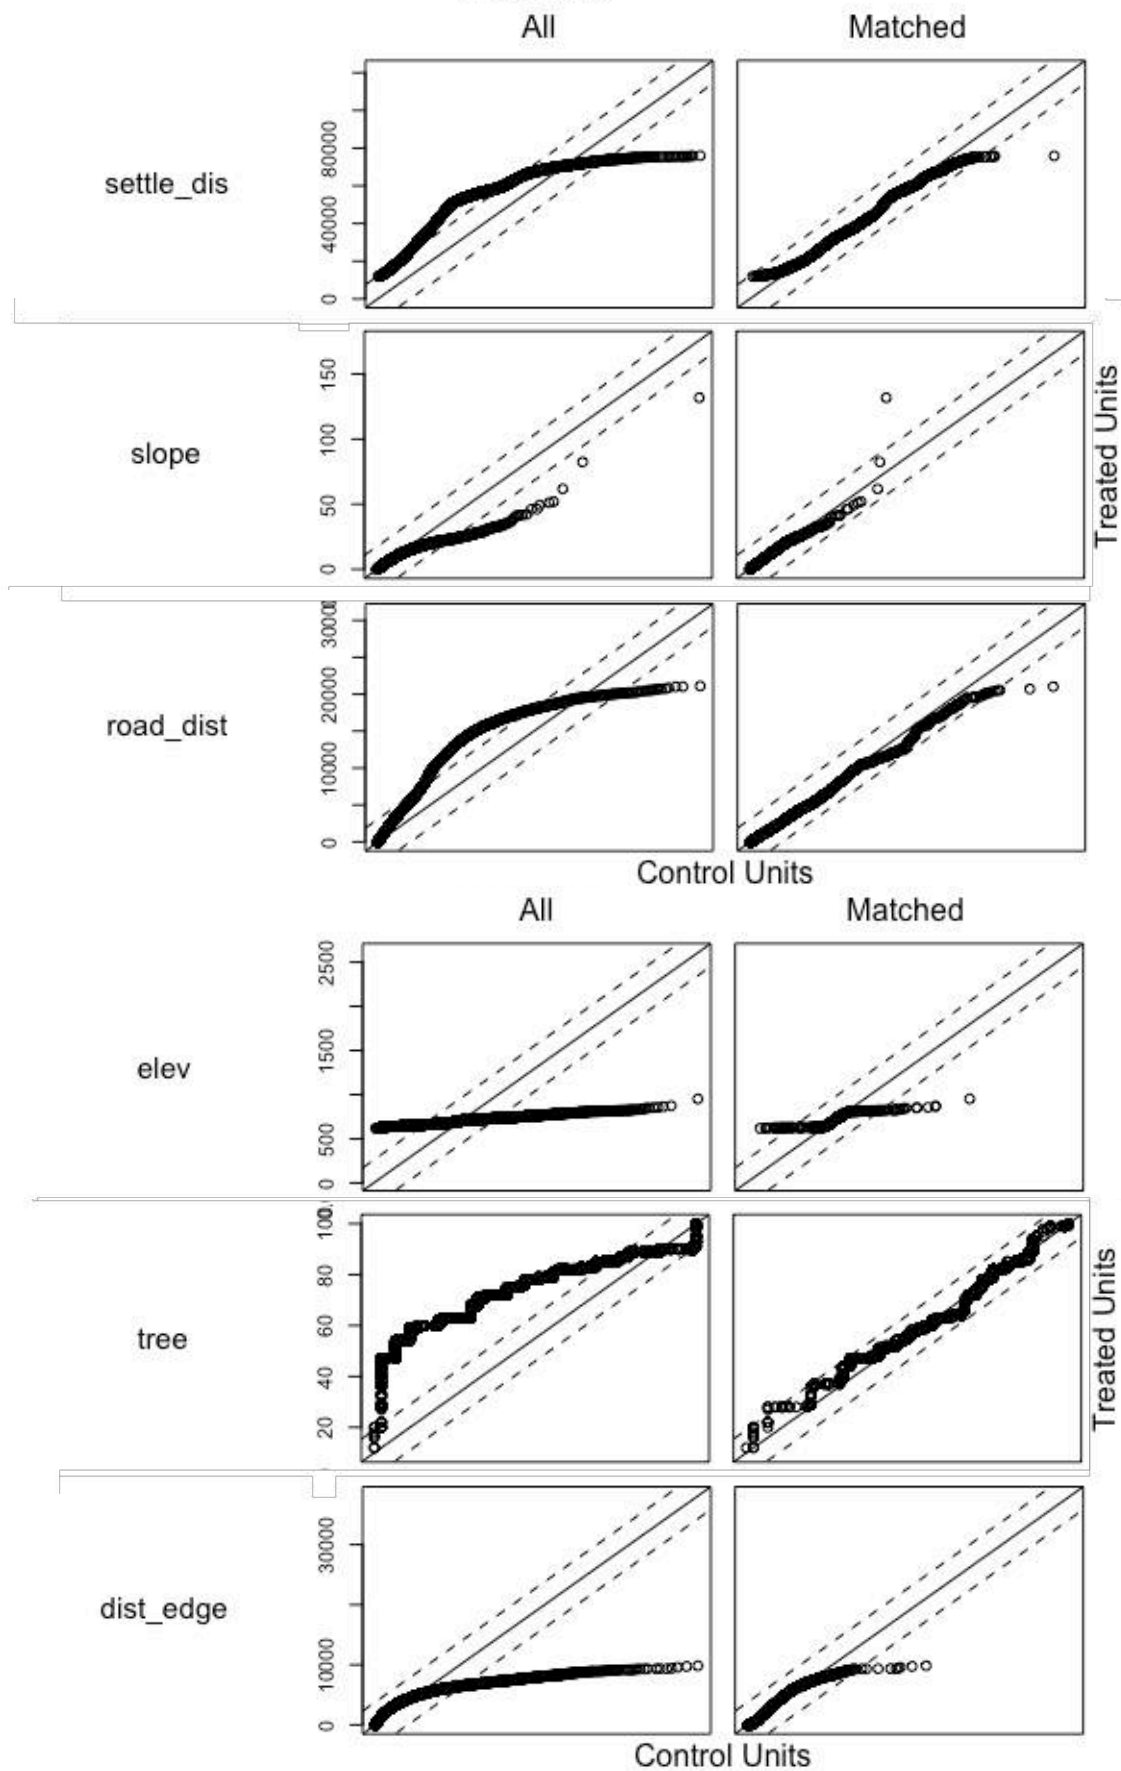 All Matched
settle_dis
0 40000 80000
slope
0 50 100 150
Treated Units
road_dist
0 10000 20000 30000
Control Units
All Matched
elev
0 500 1500 2500
tree
20 40 60 80 100
Treated Units
dist_edge
0 10000 30000
Control Units